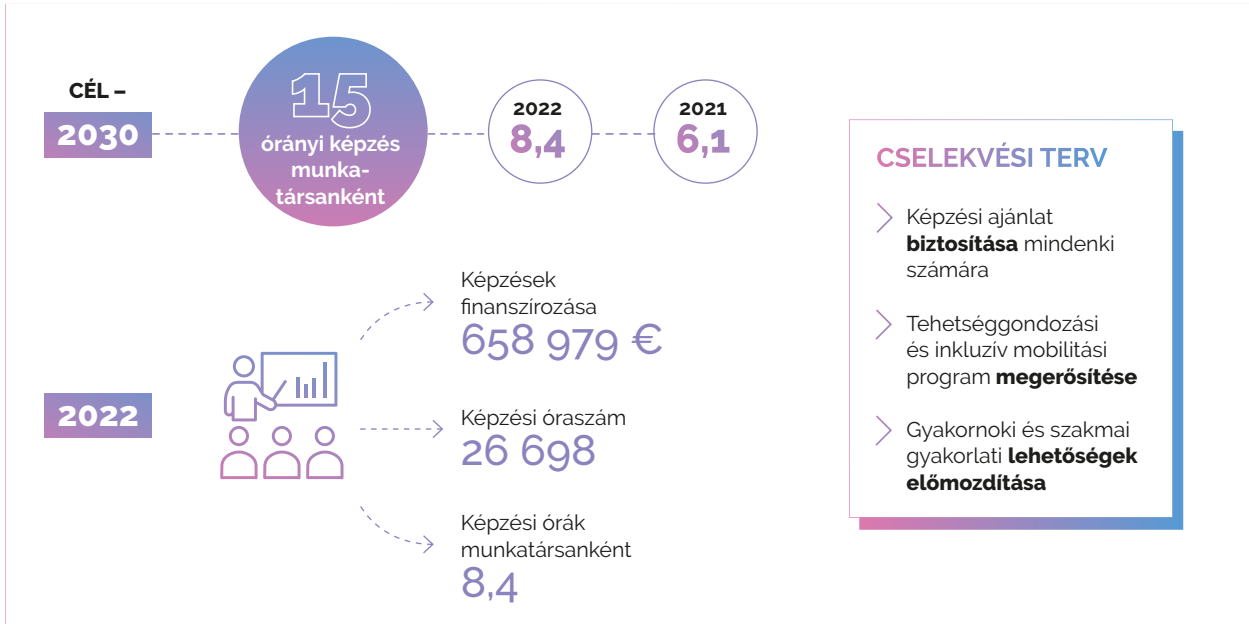 CÉL –
2030
15
órányi képzés
munka-
társanként
2022
8,4
2021
6,1
2022
Képzések
finanszírozása
658 979 €
Képzési óraszám
26 698
Képzési órák
munkatársanként
8,4
CSELEKVÉSI TERV
Képzési ajánlat
biztosítása mindenki
számára
Tehetséggondozási
és inkluzív mobilitási
program megerősítése
Gyakornoki és szakmai
gyakorlati lehetőségek
előmozdítása